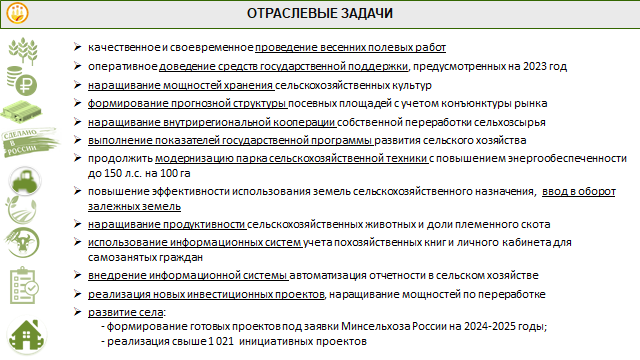 ОТРАСЛЕВЫЕ ЗАДАЧИ
качественное и своевременное проведение весенних полевых работ
оперативное доведение средств государственной поддержки, предусмотренных на 2023 год
наращивание мощностей хранения сельскохозяйственных культур
формирование прогнозной структуры посевных площадей с учетом конъюнктуры рынка
наращивание внутрирегиональной кооперации собственной переработки сельхозсырья
выполнение показателей государственной программы развития сельского хозяйства
продолжить модернизацию парка сельскохозяйственной техники с повышением энергообеспеченности
до 150 л.с. на 100 га
повышение эффективности использования земель сельскохозяйственного назначения, ввод в оборот
залежных земель
наращивание продуктивности сельскохозяйственных животных и доли племенного скота
использование информационных систем учета похозяйственных книг и личного кабинета для
самозанятых граждан
внедрение информационной системы автоматизация отчетности в сельском хозяйстве
реализация новых инвестиционных проектов, наращивание мощностей по переработке
развитие села:
- формирование готовых проектов под заявки Минсельхоза России на 2024-2025 годы;
- реализация свыше 1 021 инициативных проектов
СДЕЛАНО
В
РОССИИ